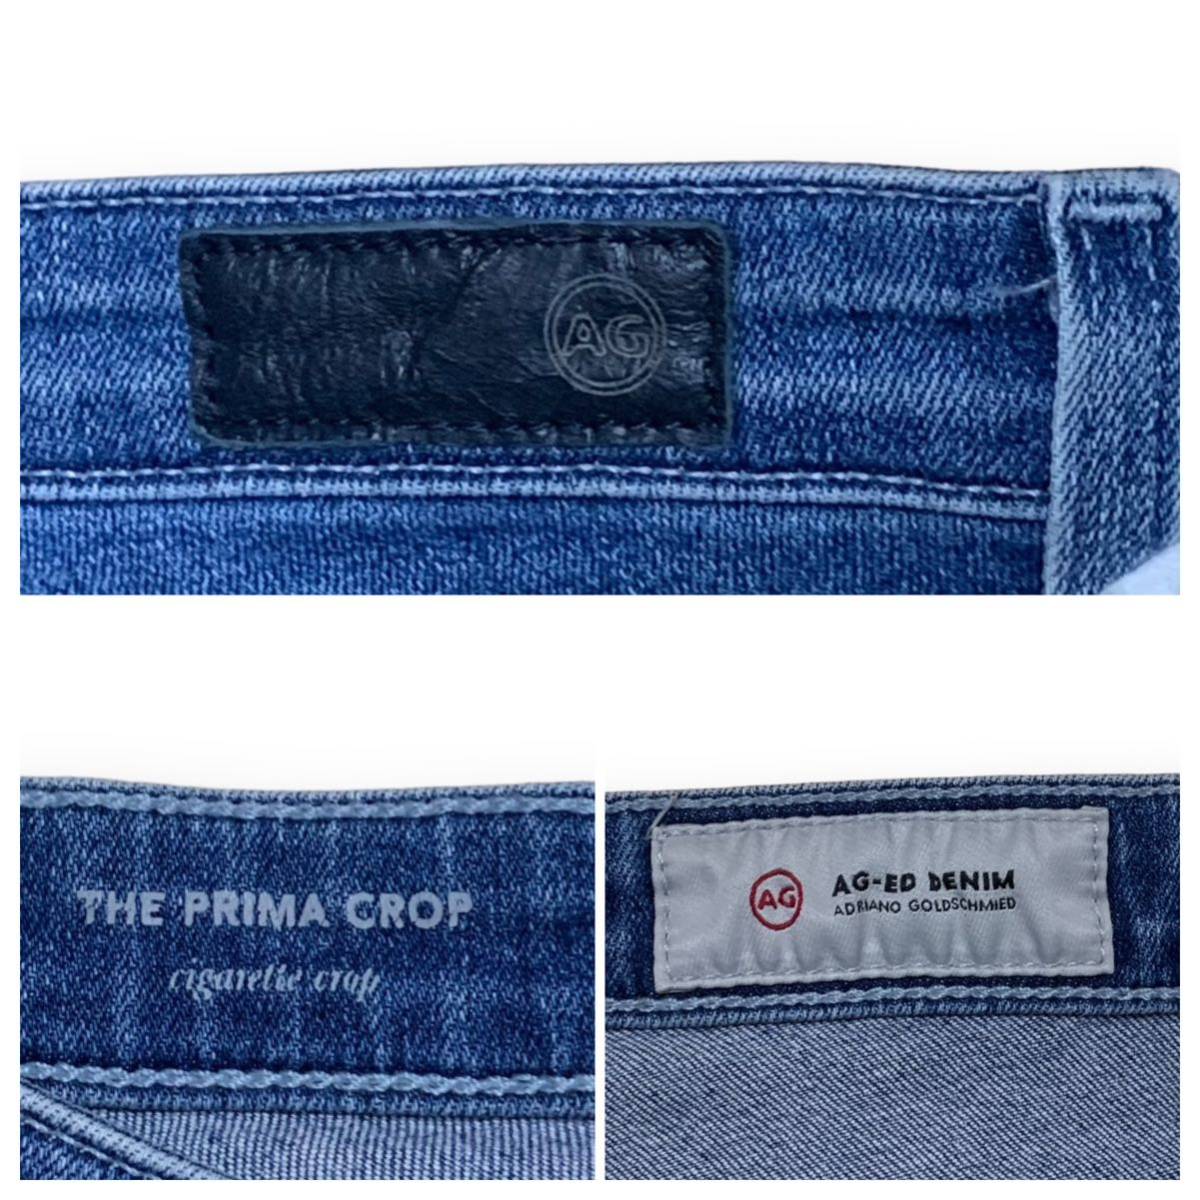 AG
THE PRIMA CROP
cigarette crop
AG
AG-ED DENIM
ADRIANO GOLDSCHMIED